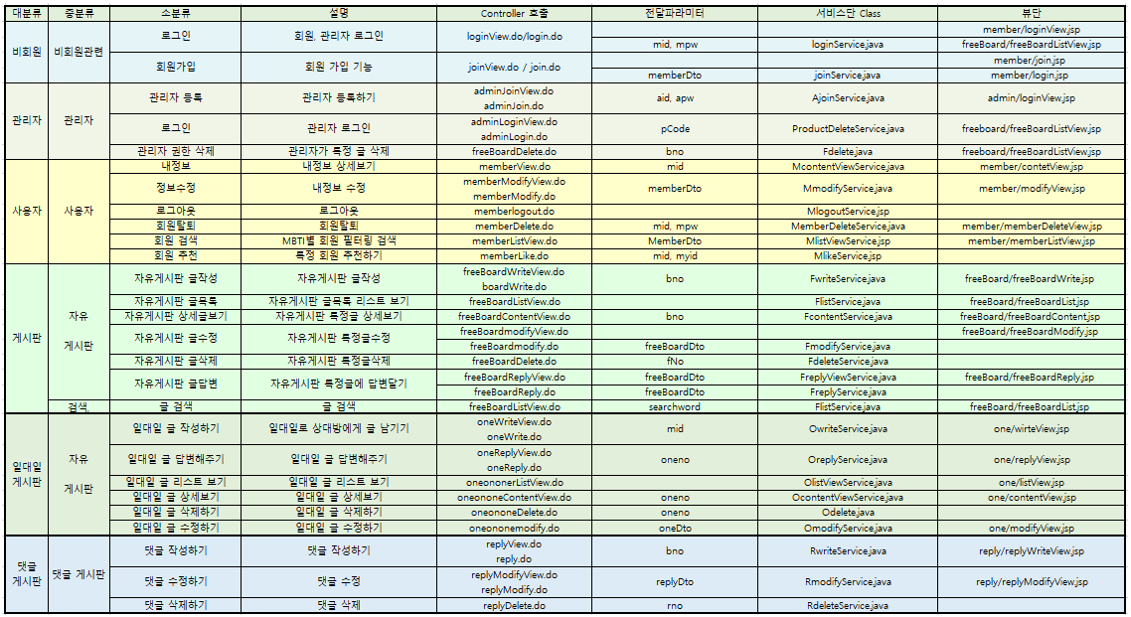 대분류 중분류 소분류 설명 Controller 호출 전달파라미터 서비스단 Class 뷰단
비회원 비회원관련 로그인 회원, 관리자 로그인 loginView.do/login.do member/loginView.jsp
mid, mpw loginService.java freeBoard/freeBoardListView.jsp
회원가입 회원 가입 기능 joinView.do / join.do member/join.jsp
memberDto joinService.java member/login.jsp
관리자 관리자 관리자 등록 관리자 등록하기 adminJoinView.do
adminJoin.do aid, apw AjoinService.java admin/loginView.jsp
로그인 관리자 로그인 adminLoginView.do
adminLogin.do pCode ProductDeleteService.java freeboard/freeBoardListView.jsp
관리자 권한 삭제 관리자가 특정 글 삭제 freeBoardDelete.do bno Fdelete.java freeboard/freeBoardListView.jsp
사용자 사용자 내정보 내정보 상세보기 memberView.do mid McontentViewService.java member/contetView.jsp
정보수정 내정보 수정 memberModifyView.do
memberModify.do memberDto MmodifyService.java member/modifyView.jsp
로그아웃 로그아웃 memberlogout.do MlogoutService.jsp
회원탈퇴 회원탈퇴 memberDelete.do mid, mpw MemberDeleteService.java member/memberDeleteView.jsp
회원 검색 MBTI별 회원 필터링 검색 memberListView.do MemberDto MlistViewService.jsp member/memberListView.jsp
회원 추천 특정 회원 추천하기 memberLike.do mid, myid MlikeService.jsp
게시판 자유
게시판 자유게시판 글작성 자유게시판 글작성 freeBoardWriteView.do
boardWrite.do bno FwriteService.java freeBoard/freeBoardWrite.jsp
자유게시판 글목록 자유게시판 글목록 리스트 보기 freeBoardListView.do FlistService.java freeBoard/freeBoardList.jsp
자유게시판 상세글보기 자유게시판 특정글 상세보기 freeBoardContentView.do bno FcontentService.java freeBoard/freeBoardContent.jsp
자유게시판 글수정 자유게시판 특정글수정 freeBoardmodifyView.do freeBoard/freeBoardModify.jsp
freeBoardmodify.do freeBoardDto FmodifyService.java
자유게시판 글삭제 자유게시판 특정글삭제 freeBoardDelete.do fNo FdeleteService.java
자유게시판 글답변 자유게시판 특정글에 답변달기 freeBoardReplyView.do freeBoardDto FreplyViewService.java freeBoard/freeBoardReply.jsp
freeBoardReply.do freeBoardDto FreplyService.java
검색, 글 검색 글 검색 freeBoardListView.do searchword FlistService.java freeBoard/freeBoardList.jsp
일대일
게시판 자유
게시판 일대일 글 작성하기 일대일로 상대방에게 글 남기기 oneWriteView.do
oneWrite.do mid OwriteService.java one/wirteView.jsp
일대일 글 답변해주기 일대일 글 답변해주기 oneReplyView.do
oneReply.do oneno OreplyService.java one/replyView.jsp
일대일 글 리스트 보기 일대일 글 리스트 보기 oneononerListView.do OlistViewService.java one/listView.jsp
일대일 글 상세보기 일대일 글 상세보기 oneononeContentView.do oneno OcontentViewService.java one/contentView.jsp
일대일 글 삭제하기 일대일 글 삭제하기 oneononeDelete.do oneno Odelete.java
일대일 글 수정하기 일대일 글 수정하기 oneononemodify.do oneDto OmodifyService.java one/modifyView.jsp
댓글
게시판 댓글 게시판 댓글 작성하기 댓글 작성하기 replyView.do
reply.do bno RwriteService.java reply/replyWriteView.jsp
댓글 수정하기 댓글 수정 replyModifyView.do
replyModify.do replyDto RmodifyService.java reply/replyModifyView.jsp
댓글 삭제하기 댓글 삭제 replyDelete.do rno RdeleteService.java